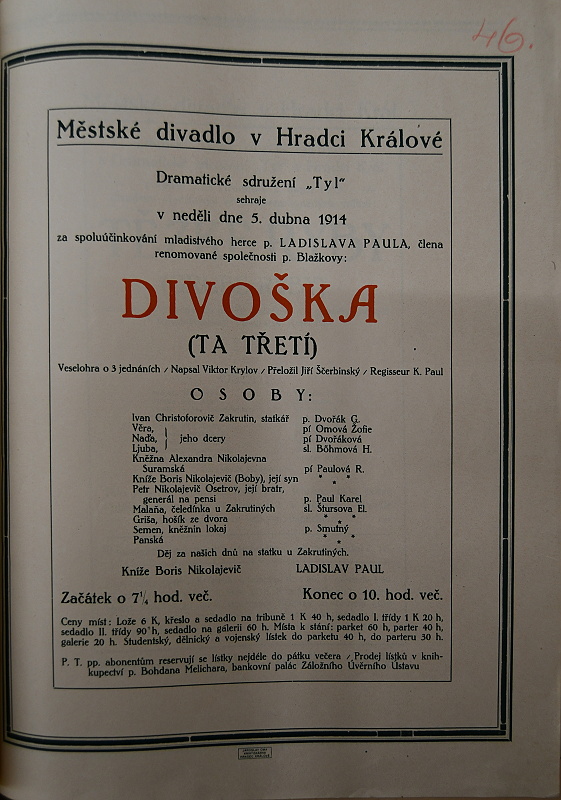 46.
Městské divadlo v Hradci Králové
Dramatické sdružení „Tyl“
sehraje
v neděli dne 5. dubna 1914
za spoluúčinkování mladistvého herce p. LADISLAVA PAULA, člena
renomované společnosti p. Blažkovy:
DIVOŠKA
(TA TŘETÍ)
Veselohra o 3 jednáních / Napsal Viktor Krylov / Přeložil Jiří Ščerbinský / Regisseur K. Paul
OSOBY:
Ivan Christoforovič Zakrutin, statkář p. Dvořák G.
Věra, pí Omová Žofie
Naďa, jeho dcery pí Dvořáková
Ljuba, sl. Böhmová H.
Kněžna Alexandra Nikolajevna
Suramská pí Paulová R.
Kníže Boris Nikolajevič (Boby), její syn * * *
Petr Nikolajevič Osetrov, její bratr,
generál na pensi p. Paul Karel
Malaňa, čeledínka u Zakrutiných sl. Štursova El.
Griša, hošík ze dvora * * *
Semen, kněžnin lokaj p. Smutný
Panská * * *
Děj za našich dnů na statku u Zakrutiných.
Kníže Boris Nikolajevič LADISLAV PAUL
Začátek o 7¼ hod. več. Konec o 10. hod. več.
Ceny míst: Lože 6 K, křeslo a sedadlo na tribuně 1 K 40 h, sedadlo I. třídy 1 K 20 h,
sedadlo II. třídy 90 h, sedadlo na galerii 60 h. Místa k stání: parket 60 h, parter 40 h,
galerie 20 h. Studentský, dělnický a vojenský lístek do parketu 40 h, do parteru 30 h.
P. T. pp. abonentům reservují se lístky nejdéle do pátku večera / Prodej lístků v knih-
kupectví p. Bohdana Melichara, bankovní palác Záložního Úvěrního Ústavu